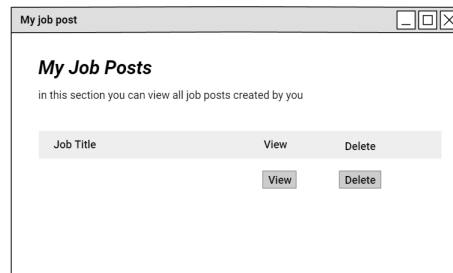 My job post
My Job Posts
in this section you can view all job posts created by you
Job Title View Delete
View Delete